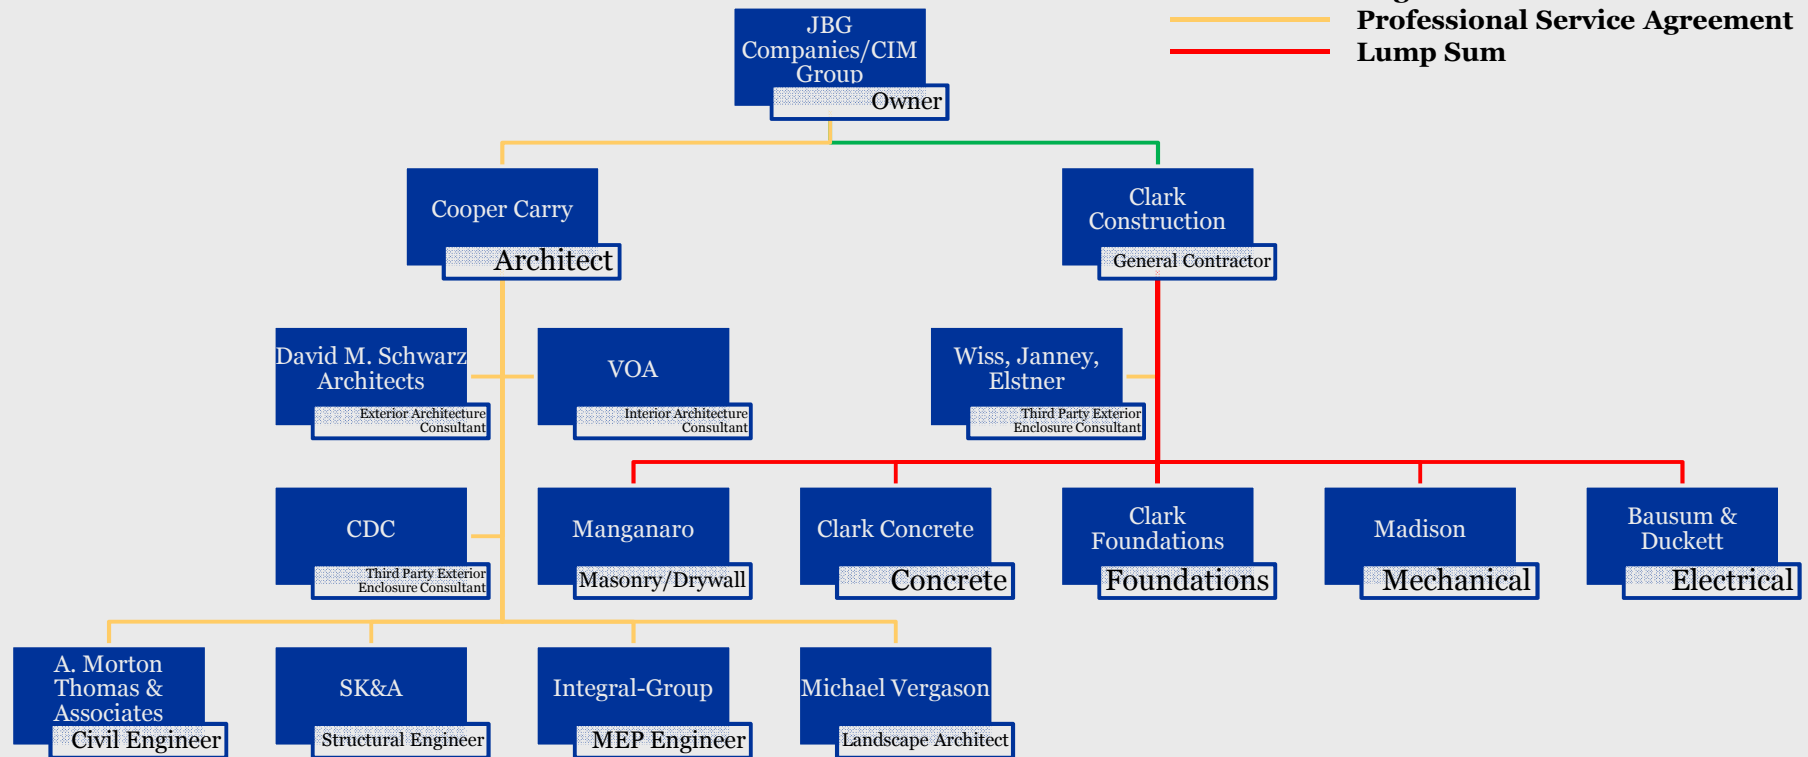 Professional Service Agreement
Lump Sum
JBG
Companies/CIM
Group
Owner
Cooper Carry
Architect
Clark
Construction
General Contractor
David M. Schwarz
Architects
Exterior Architecture
Consultant
VOA
Interior Architecture
Consultant
Wiss, Janney,
Elstner
Third Party Exterior
Enclosure Consultant
CDC
Third Party Exterior
Enclosure Consultant
Manganaro
Masonry/Drywall
Clark Concrete
Concrete
Clark
Foundations
Foundations
Madison
Mechanical
Bausum &
Duckett
Electrical
A. Morton
Thomas &
Associates
Civil Engineer
SK&A
Structural Engineer
Integral-Group
MEP Engineer
Michael Vergason
Landscape Architect